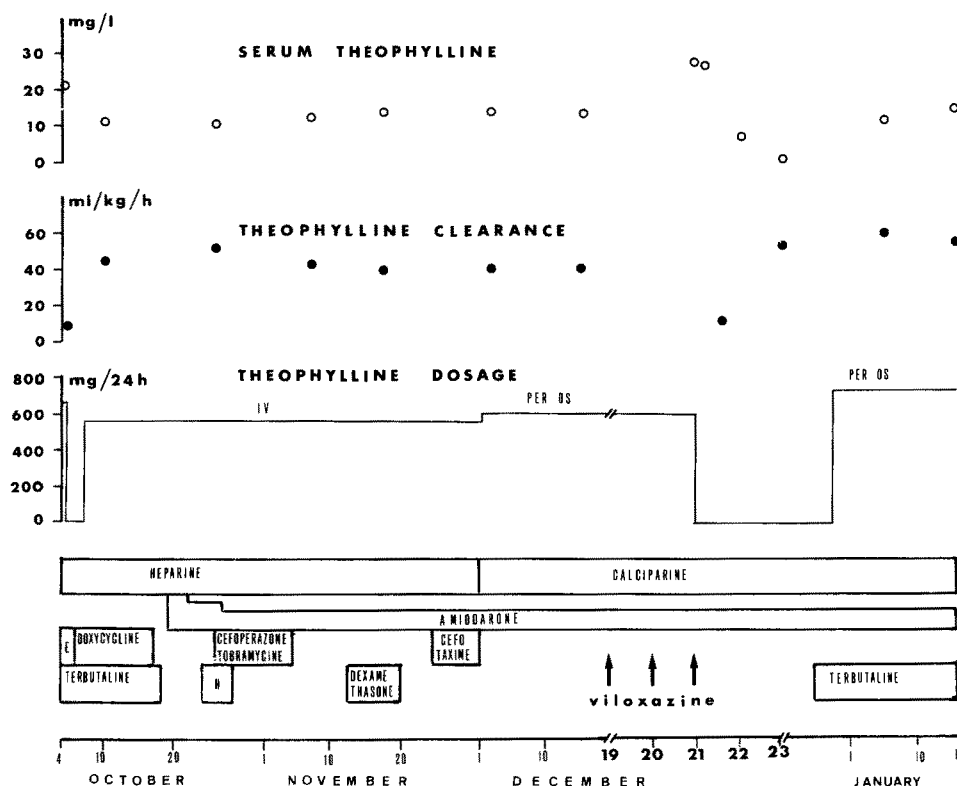 mg/l
SERUM THEOPHYLLINE
30
20
10
0
ml/kg/h
THEOPHYLLINE CLEARANCE
60
40
20
0
mg/24h
THEOPHYLLINE DOSAGE
800
600
400
200
0
IV
PER OS
PER OS
HEPARINE
CALCIPARINE
AMIODARONE
E
DOXYCYCLINE
CEFOPERAZONE
TOBRAMYCINE
CEFO
TAXINE
TERBUTALINE
H
DEXAME
THASONE
viloxazine
TERBUTALINE
4 19 20 1 10 20 1 10 19 20 21 22 23 1 10
OCTOBER NOVEMBER DECEMBER JANUARY